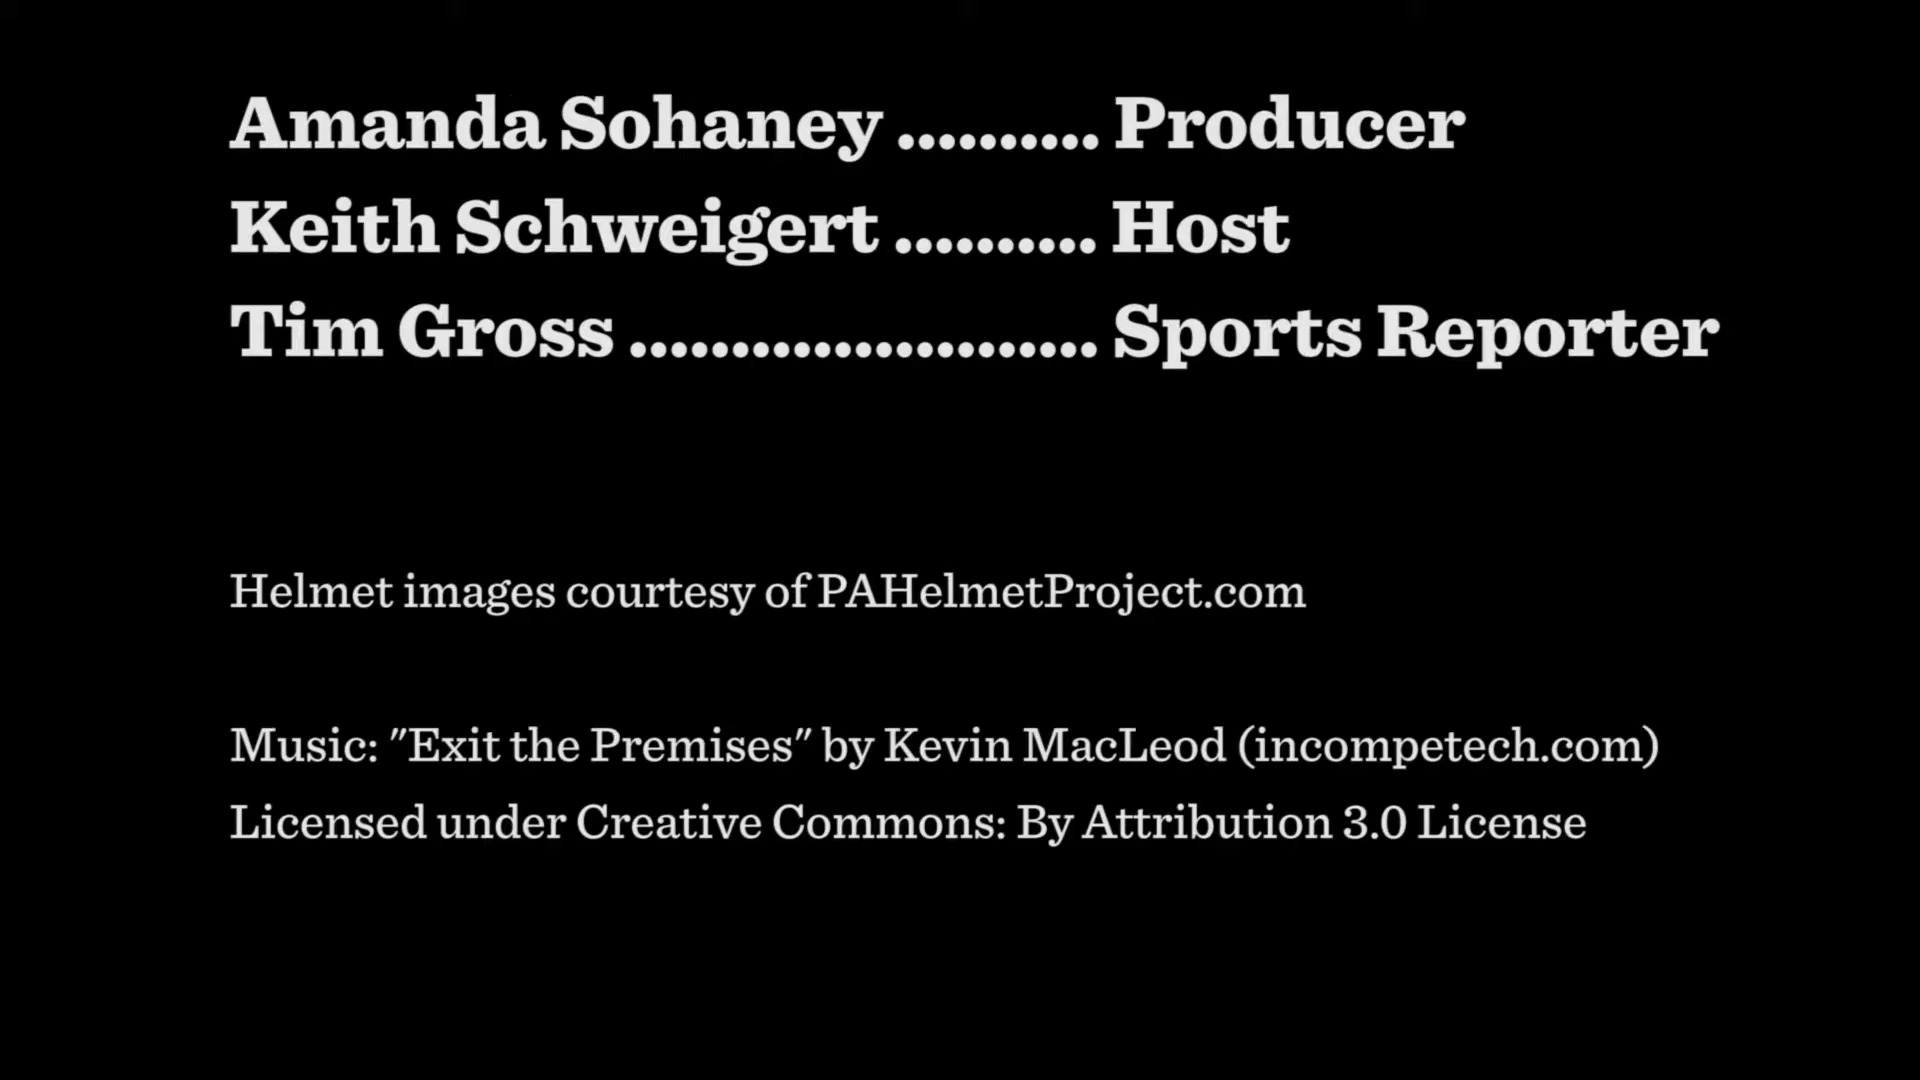 Amanda Sohaney .......... Producer
Keith Schweigert .......... Host
Tim Gross ....................... Sports Reporter
Helmet images courtesy of PAHelmetProject.com
Music: "Exit the Premises" by Kevin MacLeod (incompetech.com)
Licensed under Creative Commons: By Attribution 3.0 License